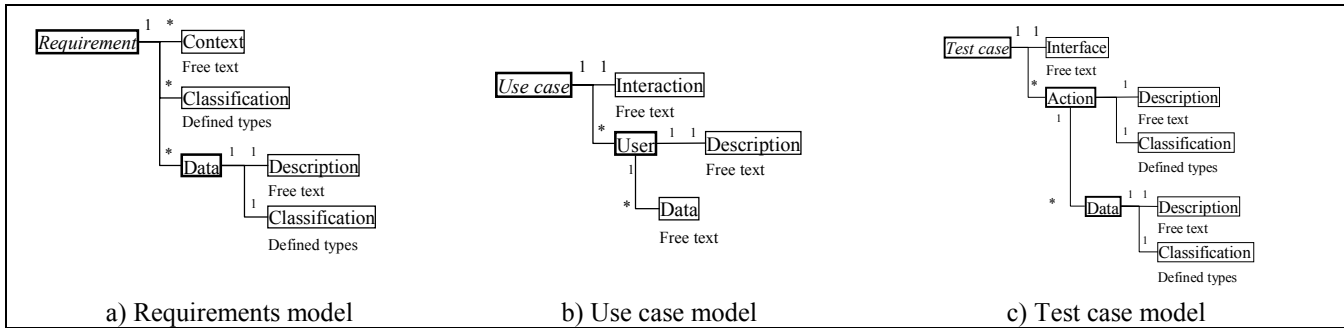 Requirement 1 * Context
Free text
* Classification
Defined types
* Data 1 1 Description
Free text
1 Classification
Defined types
a) Requirements model
Use case 1 1 Interaction
Free text
* User 1 1 Description
Free text
1
* Data
Free text
b) Use case model
Test case 1 1 Interface
Free text
* Action 1 1 Description
Free text
1 1 Classification
Defined types
* Data 1 1 Description
Free text
1 Classification
Defined types
c) Test case model